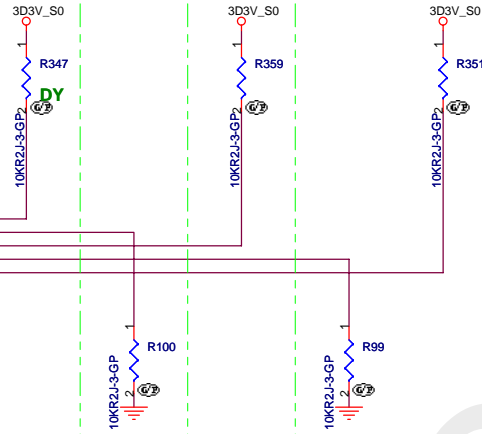 3D3V_S0
3D3V_S0
3D3V_S0
1
R347
DY
2
G/P
10KR2J-3-GP
1
R359
2
G/P
10KR2J-3-GP
1
R351
2
G/P
10KR2J-3-GP
1
R100
2
G/P
10KR2J-3-GP
1
R99
2
G/P
10KR2J-3-GP